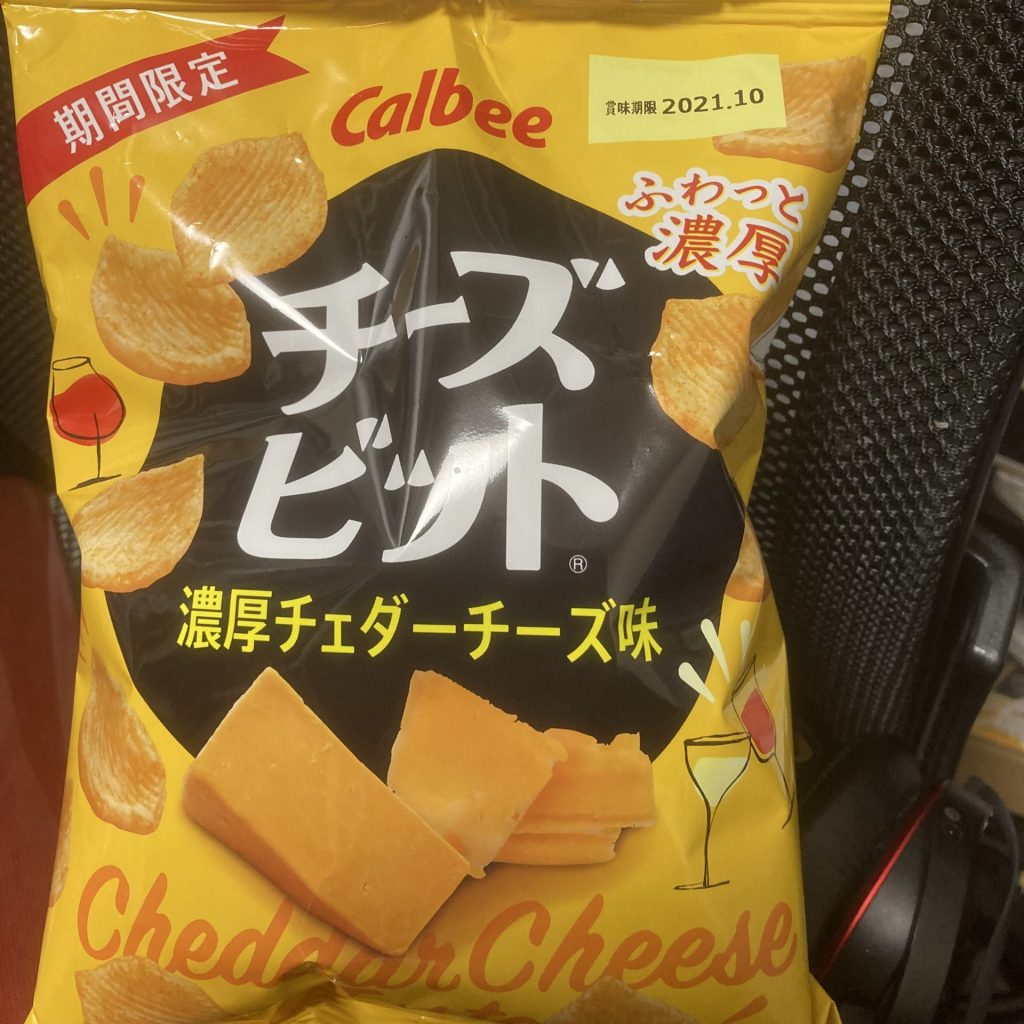 期間限定
Calbee
賞味期限 2021.10
ふわっと
濃厚
チーズ
ビット
®
濃厚チェダーチーズ味
Cheddar Cheese